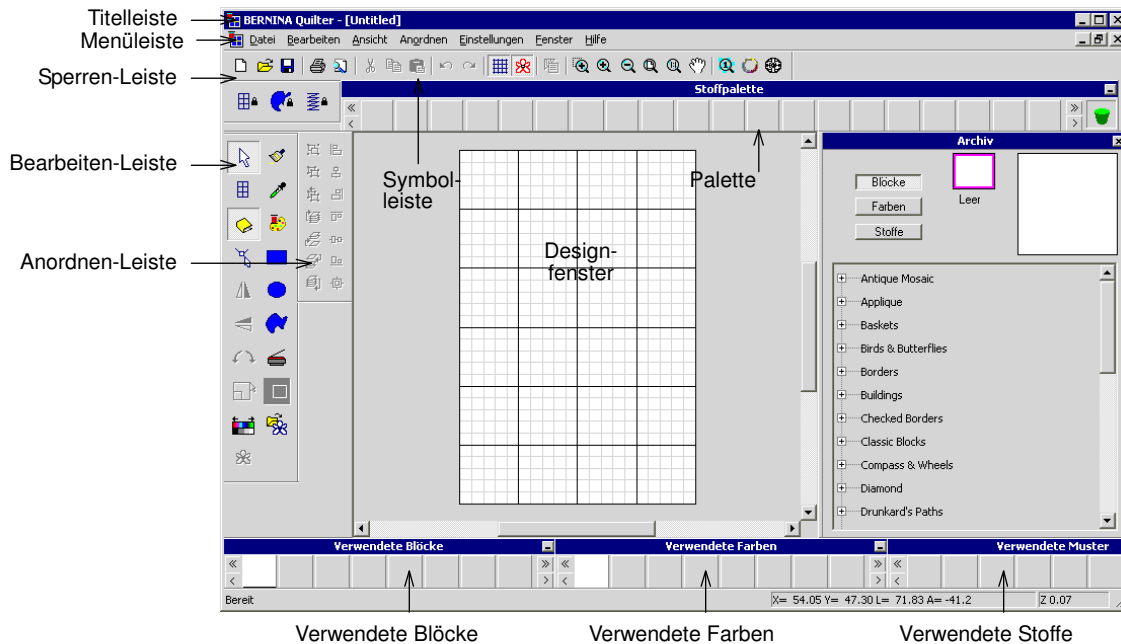 Titelleiste
BERNINA Quilter - [Untitled]
Menüleiste
Datei Bearbeiten Ansicht Anordnen Einstellungen Fenster Hilfe
Sperren-Leiste
Stoffpalette
Bearbeiten-Leiste
Symbol-
leiste
Palette
Archiv
Blöcke
Farben
Stoffe
Leer
Anordnen-Leiste
Design-
fenster
Antique Mosaic
Applique
Baskets
Birds & Butterflies
Borders
Buildings
Checked Borders
Classic Blocks
Compass & Wheels
Diamond
Drunkard's Paths
Verwendete Blöcke
Verwendete Farben
Verwendete Muster
Bereit
X= 54.05 Y= 47.30 L= 71.83 A= -41.2
Z 0.07
Verwendete Blöcke
Verwendete Farben
Verwendete Stoffe